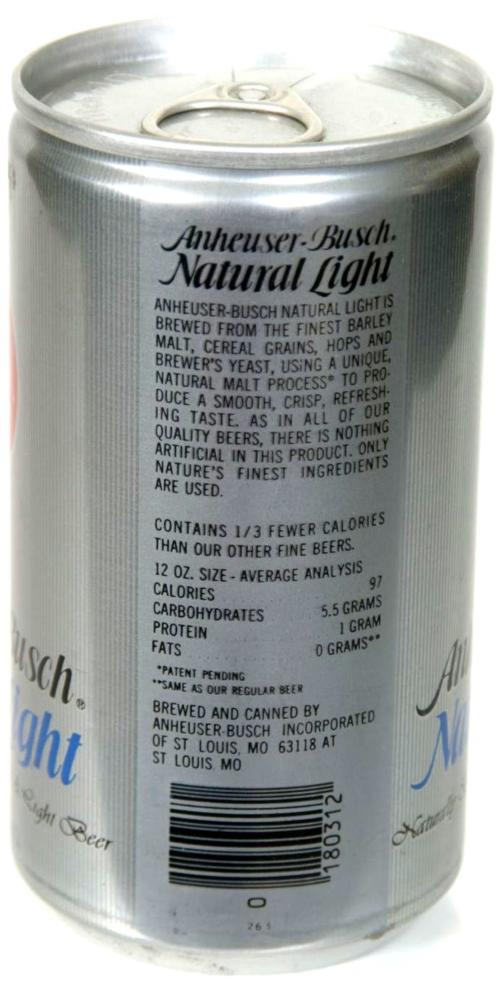 Anheuser-Busch.
Natural Light
ANHEUSER-BUSCH NATURAL LIGHT IS
BREWED FROM THE FINEST BARLEY
MALT, CEREAL GRAINS, HOPS AND
BREWER'S YEAST, USING A UNIQUE,
NATURAL MALT PROCESS* TO PRO-
DUCE A SMOOTH, CRISP, REFRESH-
ING TASTE. AS IN ALL OF OUR
QUALITY BEERS, THERE IS NOTHING
ARTIFICIAL IN THIS PRODUCT. ONLY
NATURE'S FINEST INGREDIENTS
ARE USED.
CONTAINS 1/3 FEWER CALORIES
THAN OUR OTHER FINE BEERS.
12 OZ. SIZE - AVERAGE ANALYSIS
CALORIES 97
CARBOHYDRATES 5.5 GRAMS
PROTEIN 1 GRAM
FATS 0 GRAMS**
*PATENT PENDING
**SAME AS OUR REGULAR BEER
BREWED AND CANNED BY
ANHEUSER-BUSCH INCORPORATED
OF ST LOUIS, MO 63118 AT
ST LOUIS, MO
180312
0
usch®
ght
Light Beer
An
Na
Naturally